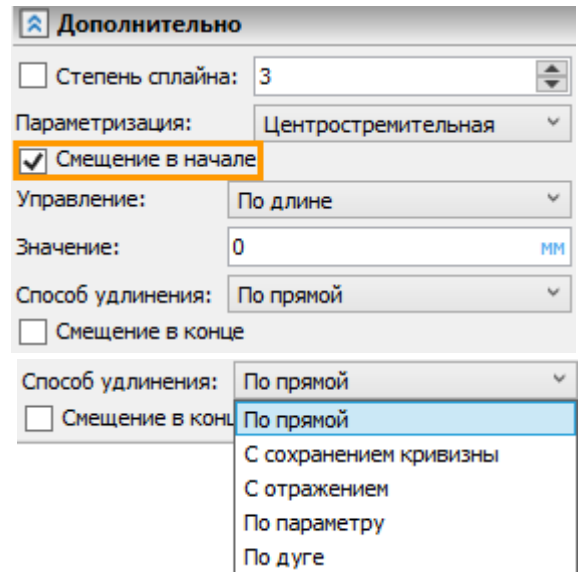 Дополнительно
Степень сплайна: 3
Параметризация: Центростремительная
Смещение в начале
Управление: По длине
Значение: 0 мм
Способ удлинения: По прямой
Смещение в конце
Способ удлинения: По прямой
Смещение в конц
По прямой
С сохранением кривизны
С отражением
По параметру
По дуге